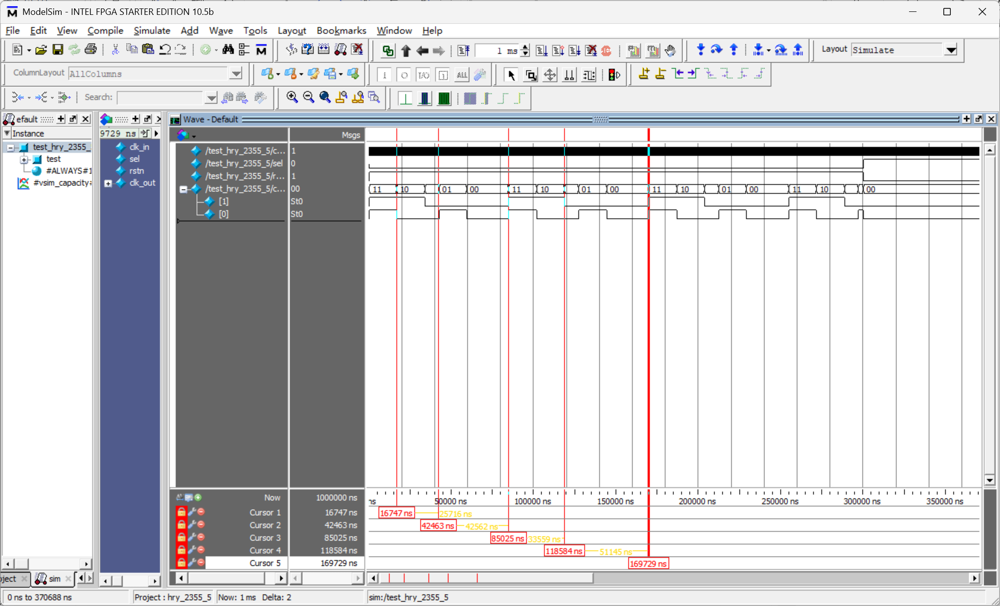 ModelSim - INTEL FPGA STARTER EDITION 10.5b
File Edit View Compile Simulate Add Wave Tools Layout Bookmarks Window Help
1 ms
Layout Simulate
ColumnLayout AllColumns
ALL
Search:
efault
Wave - Default
Instance
9729 ns
Msgs
test_hry_2355_
test
#ALWAYS#1
#vsim_capacity#
clk_in
sel
rstn
clk_out
/test_hry_2355_5/c... 1
/test_hry_2355_5/sel 0
/test_hry_2355_5/r... 1
/test_hry_2355_5/c... 00
11 10 01 00 11 10 01 00 11 10 01 00 11 10 00
[1] St0
[0] St0
Now 1000000 ns
ns 50000 ns 100000 ns 150000 ns 200000 ns 250000 ns 300000 ns 350000 ns
Cursor 1 16747 ns 16747 ns 25716 ns
Cursor 2 42463 ns 42463 ns 42562 ns
Cursor 3 85025 ns 85025 ns 33559 ns
Cursor 4 118584 ns 118584 ns 51145 ns
Cursor 5 169729 ns 169729 ns
oject sim
0 ns to 370688 ns Project : hry_2355_5 Now: 1 ms Delta: 2 sim:/test_hry_2355_5